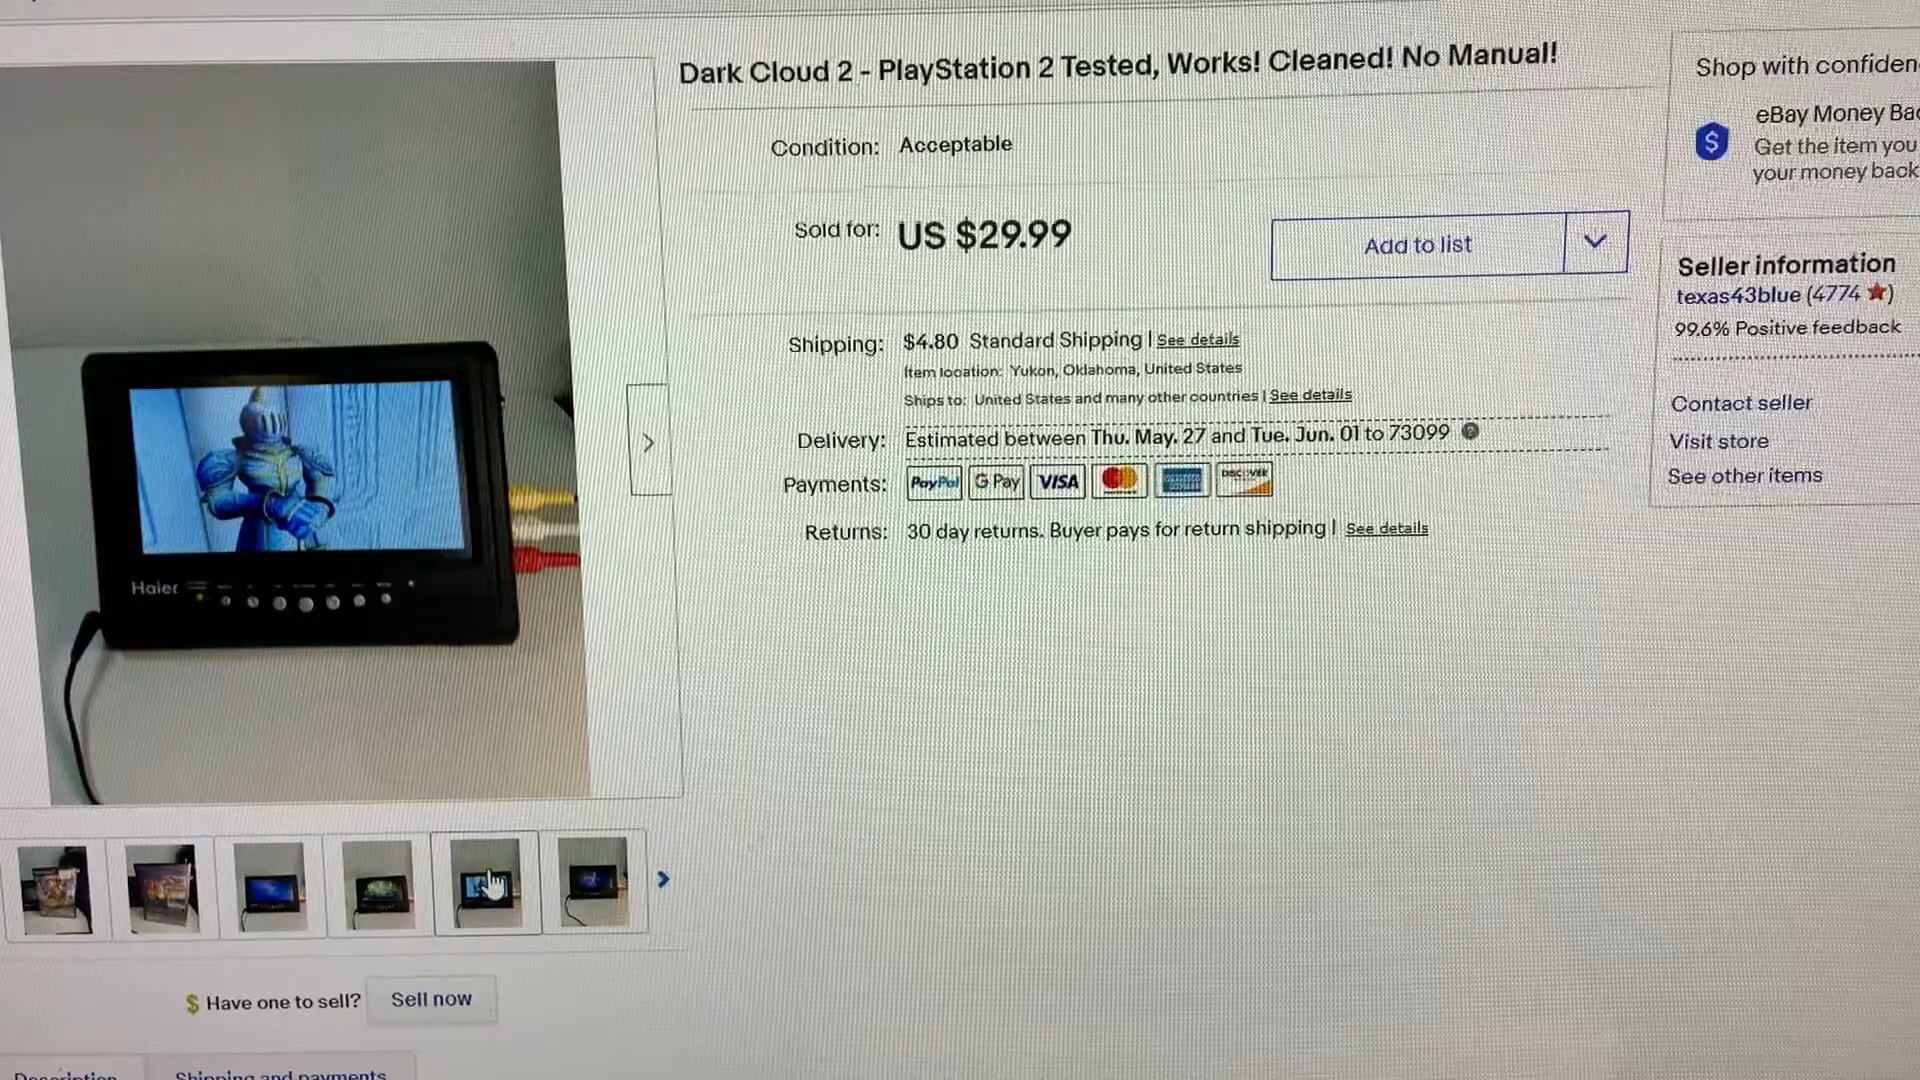 Dark Cloud 2 - PlayStation 2 Tested, Works! Cleaned! No Manual!
Condition: Acceptable
Sold for: US $29.99
Add to list
Shipping: $4.80 Standard Shipping | See details
Item location: Yukon, Oklahoma, United States
Ships to: United States and many other countries | See details
Delivery: Estimated between Thu. May. 27 and Tue. Jun. 01 to 73099
Payments: PayPal G Pay VISA DISCOVER
Returns: 30 day returns. Buyer pays for return shipping | See details
Shop with
eBay Money
Get the item you
your money back
Seller information
texas43blue (4774)
99.6% Positive feedback
Contact seller
Visit store
See other items
Haier
$ Have one to sell? Sell now
Description
Shipping and payments